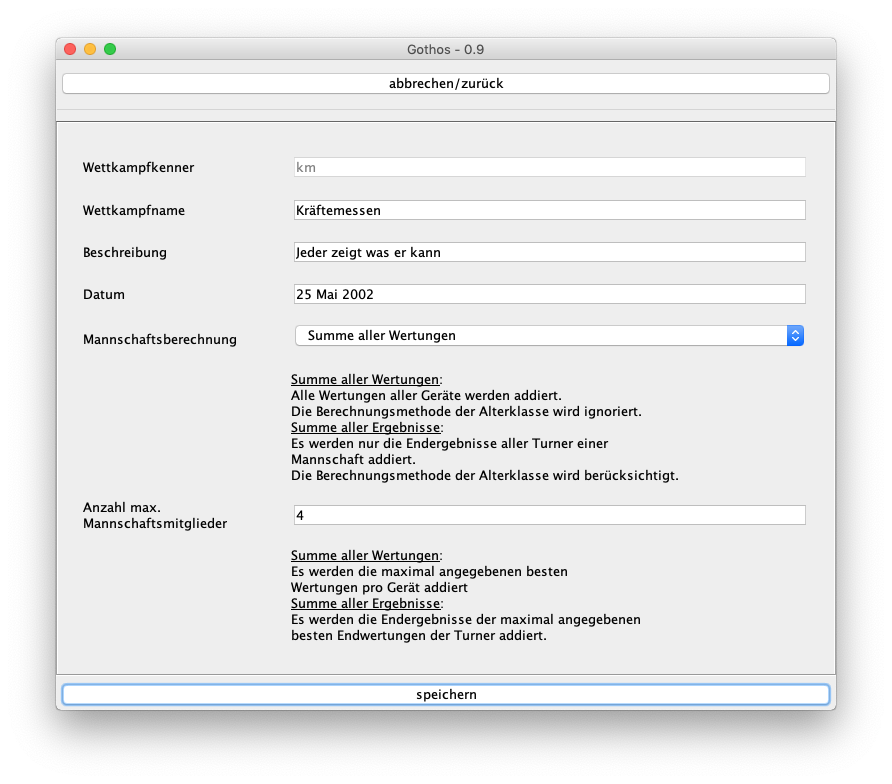 Gothos - 0.9
abbrechen/zurück
Wettkampfkenner
km
Wettkampfname
Kräftemessen
Beschreibung
Jeder zeigt was er kann
Datum
25 Mai 2002
Mannschaftsberechnung
Summe aller Wertungen
Summe aller Wertungen:
Alle Wertungen aller Geräte werden addiert.
Die Berechnungsmethode der Alterklasse wird ignoriert.
Summe aller Ergebnisse:
Es werden nur die Endergebnisse aller Turner einer
Mannschaft addiert.
Die Berechnungsmethode der Alterklasse wird berücksichtigt.
Anzahl max.
Mannschaftsmitglieder
4
Summe aller Wertungen:
Es werden die maximal angegebenen besten
Wertungen pro Gerät addiert
Summe aller Ergebnisse:
Es werden die Endergebnisse der maximal angegebenen
besten Endwertungen der Turner addiert.
speichern